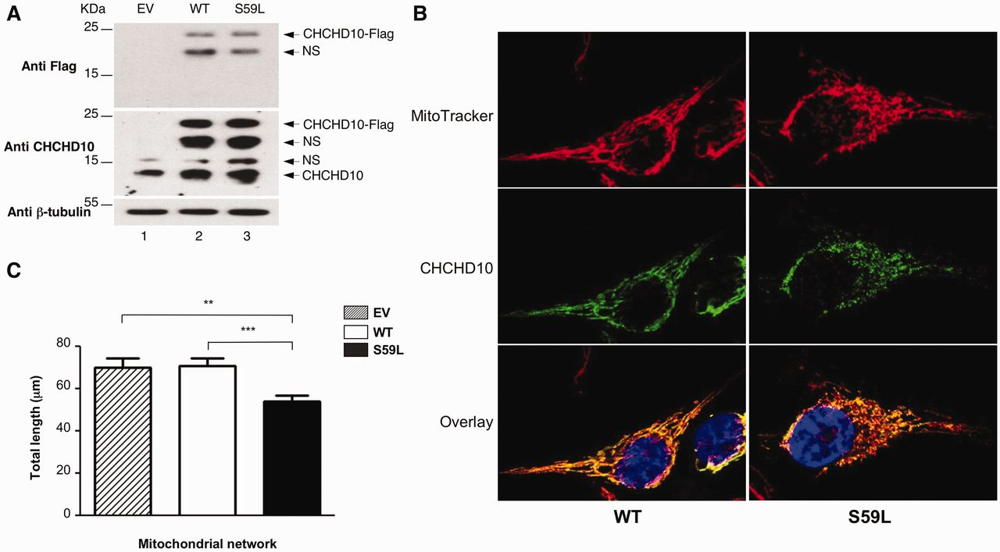 A
KDa EV WT S59L
25
CHCHD10-Flag
NS
Anti Flag
15
25
CHCHD10-Flag
Anti CHCHD10
NS
15
NS
CHCHD10
55
Anti β-tubulin
1 2 3
B
MitoTracker
CHCHD10
Overlay
WT S59L
C
**
***
EV
WT
S59L
80
60
40
20
0
Total length (μm)
Mitochondrial network